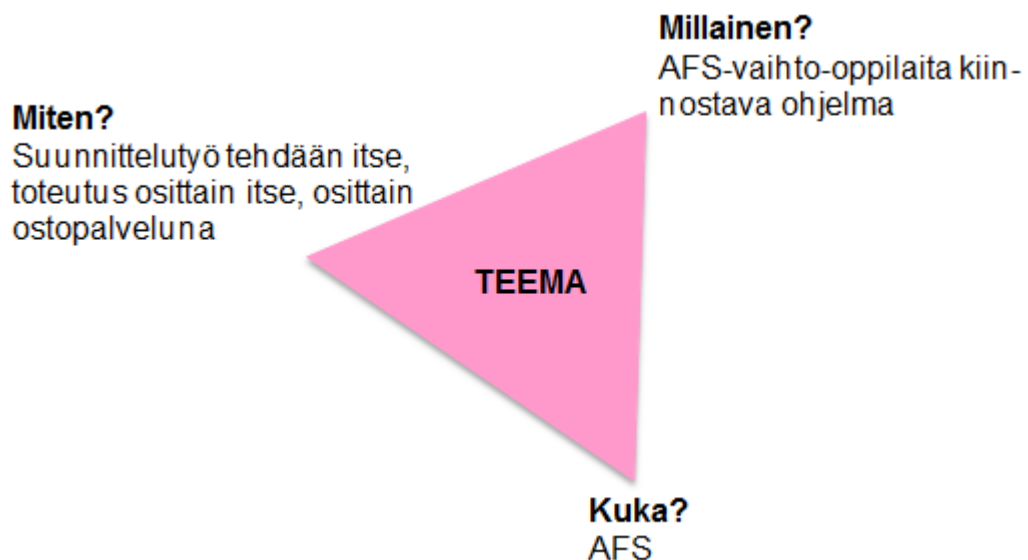 Millainen?
AFS-vaihto-oppilaita kiin-
nostava ohjelma
Miten?
Suunnittelutyö tehdään itse,
toteutus osittain itse, osittain
ostopalveluna
TEEMA
Kuka?
AFS